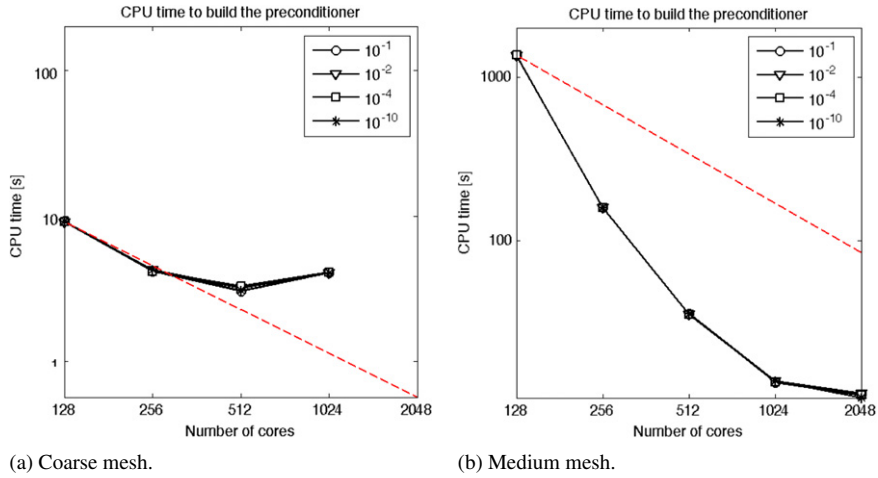 CPU time to build the preconditioner
10⁻¹
10⁻²
10⁻⁴
10⁻¹⁰
100
10
1
CPU time [s]
128 256 512 1024 2048
Number of cores
(a) Coarse mesh.
CPU time to build the preconditioner
10⁻¹
10⁻²
10⁻⁴
10⁻¹⁰
1000
100
CPU time [s]
128 256 512 1024 2048
Number of cores
(b) Medium mesh.